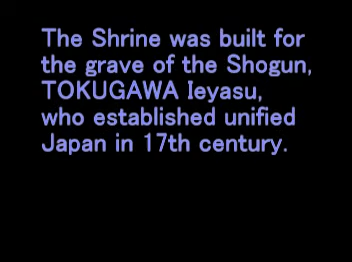 The Shrine was built for
the grave of the Shogun,
TOKUGAWA Ieyasu,
who established unified
Japan in 17th century.